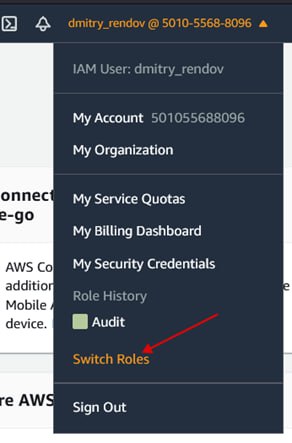 dmitry_rendov @ 5010-5568-8096
IAM User: dmitry_rendov
My Account 501055688096
My Organization
onnect
e-go
My Service Quotas
My Billing Dashboard
AWS Co
My Security Credentials
addition
e
Role History
Mobile A
Audit
device.
Switch Roles
re AWS
Sign Out